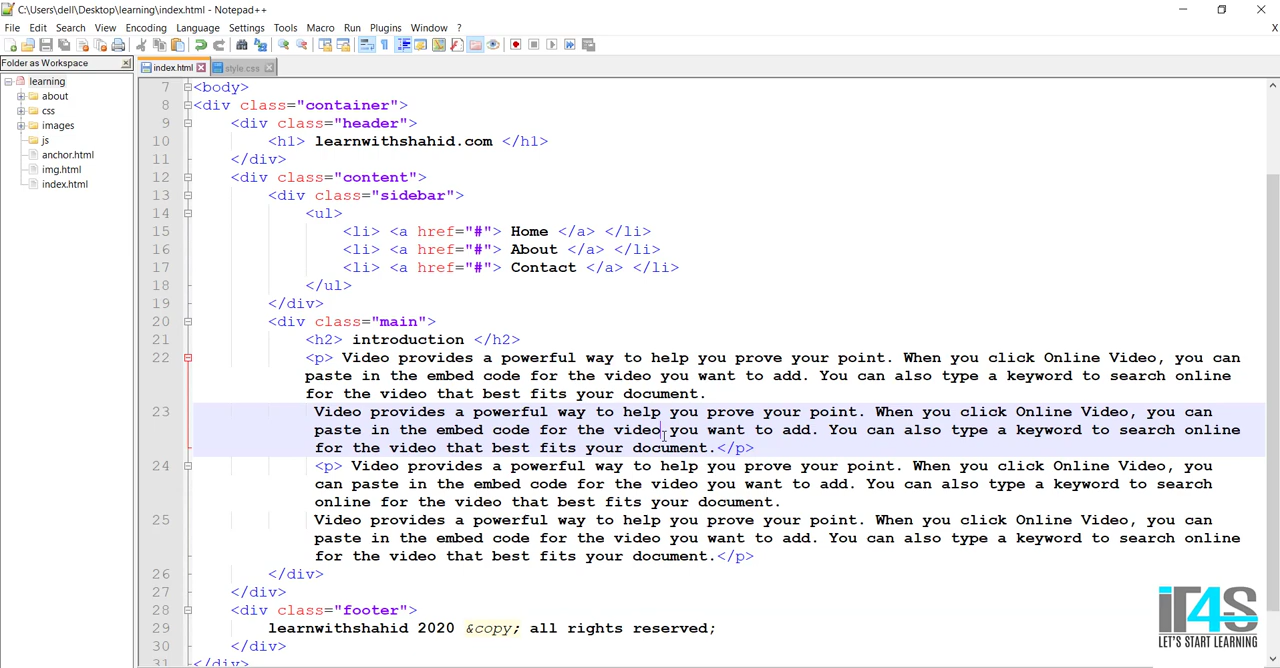 C:\Users\dell\Desktop\learning\index.html - Notepad++
File Edit Search View Encoding Language Settings Tools Macro Run Plugins Window ? X
Folder as Workspace
index.html style.css
learning
about
css
images
js
anchor.html
img.html
index.html
7 <body>
8 <div class="container">
9 <div class="header">
10 <h1> learnwithshahid.com </h1>
11 </div>
12 <div class="content">
13 <div class="sidebar">
14 <ul>
15 <li> <a href="#"> Home </a> </li>
16 <li> <a href="#"> About </a> </li>
17 <li> <a href="#"> Contact </a> </li>
18 </ul>
19 </div>
20 <div class="main">
21 <h2> introduction </h2>
22 <p> Video provides a powerful way to help you prove your point. When you click Online Video, you can
paste in the embed code for the video you want to add. You can also type a keyword to search online
for the video that best fits your document.
23 Video provides a powerful way to help you prove your point. When you click Online Video, you can
paste in the embed code for the video you want to add. You can also type a keyword to search online
for the video that best fits your document.</p>
24 <p> Video provides a powerful way to help you prove your point. When you click Online Video, you
can paste in the embed code for the video you want to add. You can also type a keyword to search
online for the video that best fits your document.
25 Video provides a powerful way to help you prove your point. When you click Online Video, you can
paste in the embed code for the video you want to add. You can also type a keyword to search online
for the video that best fits your document.</p>
26 </div>
27 </div>
28 <div class="footer">
29 learnwithshahid 2020 &copy; all rights reserved;
30 </div>
31 </div>
iT4S
LET'S START LEARNING